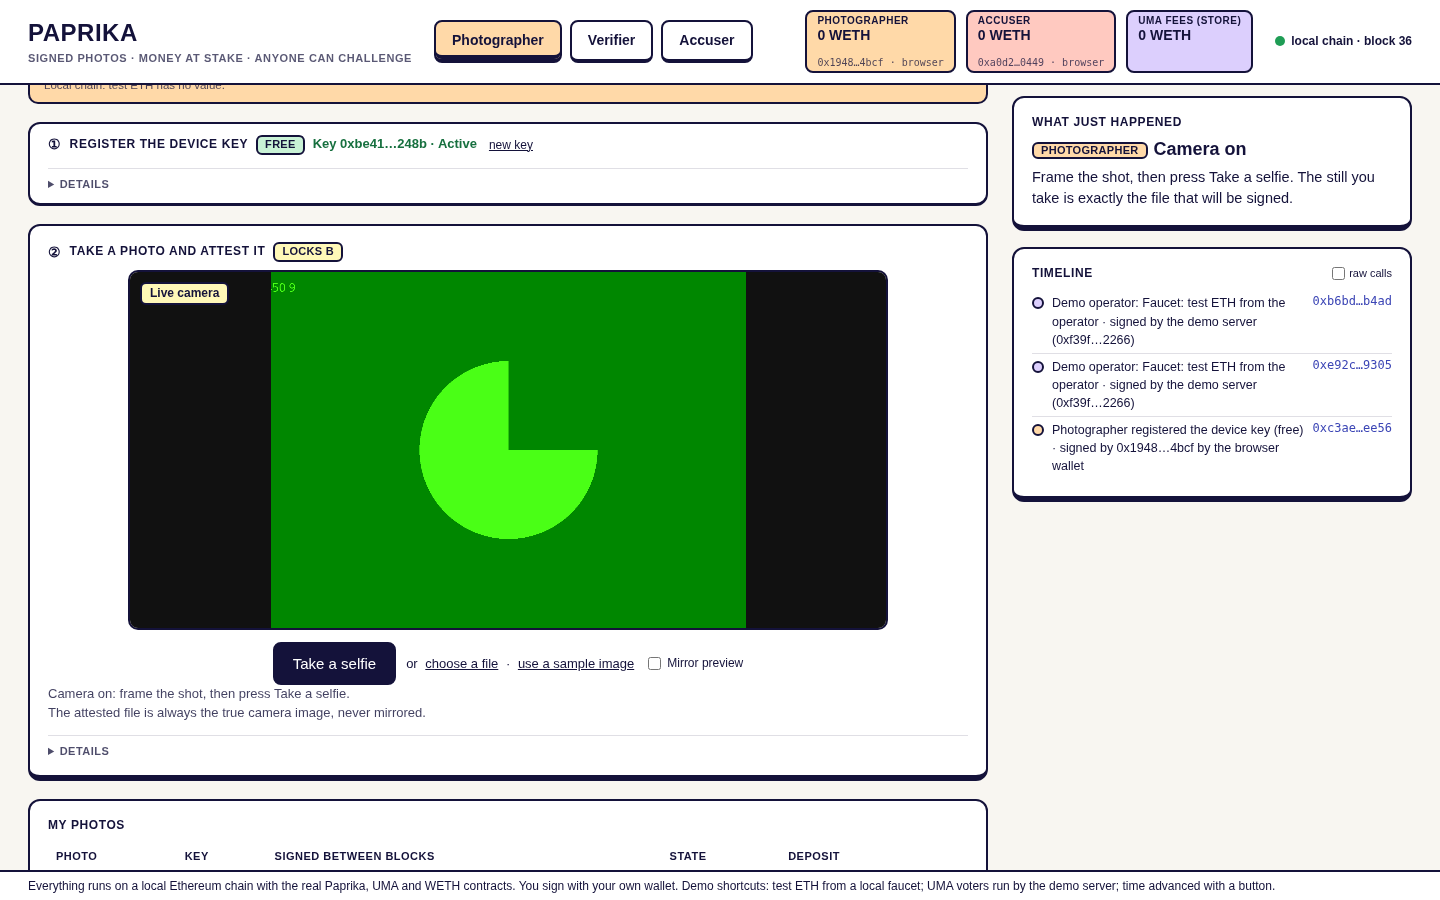 PAPRIKA
SIGNED PHOTOS · MONEY AT STAKE · ANYONE CAN CHALLENGE
Photographer
Verifier
Accuser
PHOTOGRAPHER
0 WETH
0x1948…4bcf · browser
ACCUSER
0 WETH
0xa0d2…0449 · browser
UMA FEES (STORE)
0 WETH
local chain · block 36
Local chain: test ETH has no value.
① REGISTER THE DEVICE KEY FREE Key 0xbe41…248b · Active new key
DETAILS
② TAKE A PHOTO AND ATTEST IT LOCKS B
Live camera
50 9
Take a selfie or choose a file · use a sample image Mirror preview
Camera on: frame the shot, then press Take a selfie.
The attested file is always the true camera image, never mirrored.
DETAILS
MY PHOTOS
PHOTO KEY SIGNED BETWEEN BLOCKS STATE DEPOSIT
WHAT JUST HAPPENED
PHOTOGRAPHER Camera on
Frame the shot, then press Take a selfie. The still you
take is exactly the file that will be signed.
TIMELINE raw calls
Demo operator: Faucet: test ETH from the 0xb6bd…b4ad
operator · signed by the demo server
(0xf39f…2266)
Demo operator: Faucet: test ETH from the 0xe92c…9305
operator · signed by the demo server
(0xf39f…2266)
Photographer registered the device key (free) 0xc3ae…ee56
· signed by 0x1948…4bcf by the browser
wallet
Everything runs on a local Ethereum chain with the real Paprika, UMA and WETH contracts. You sign with your own wallet. Demo shortcuts: test ETH from a local faucet; UMA voters run by the demo server; time advanced with a button.